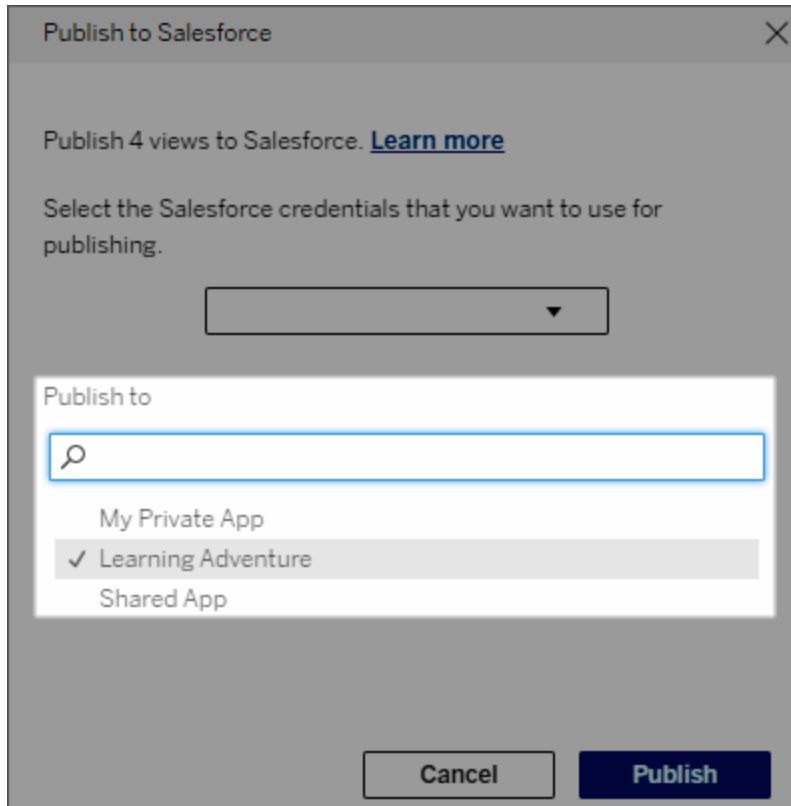 Publish to Salesforce
Publish 4 views to Salesforce. Learn more
Select the Salesforce credentials that you want to use for
publishing.
Publish to
My Private App
Learning Adventure
Shared App
Cancel
Publish